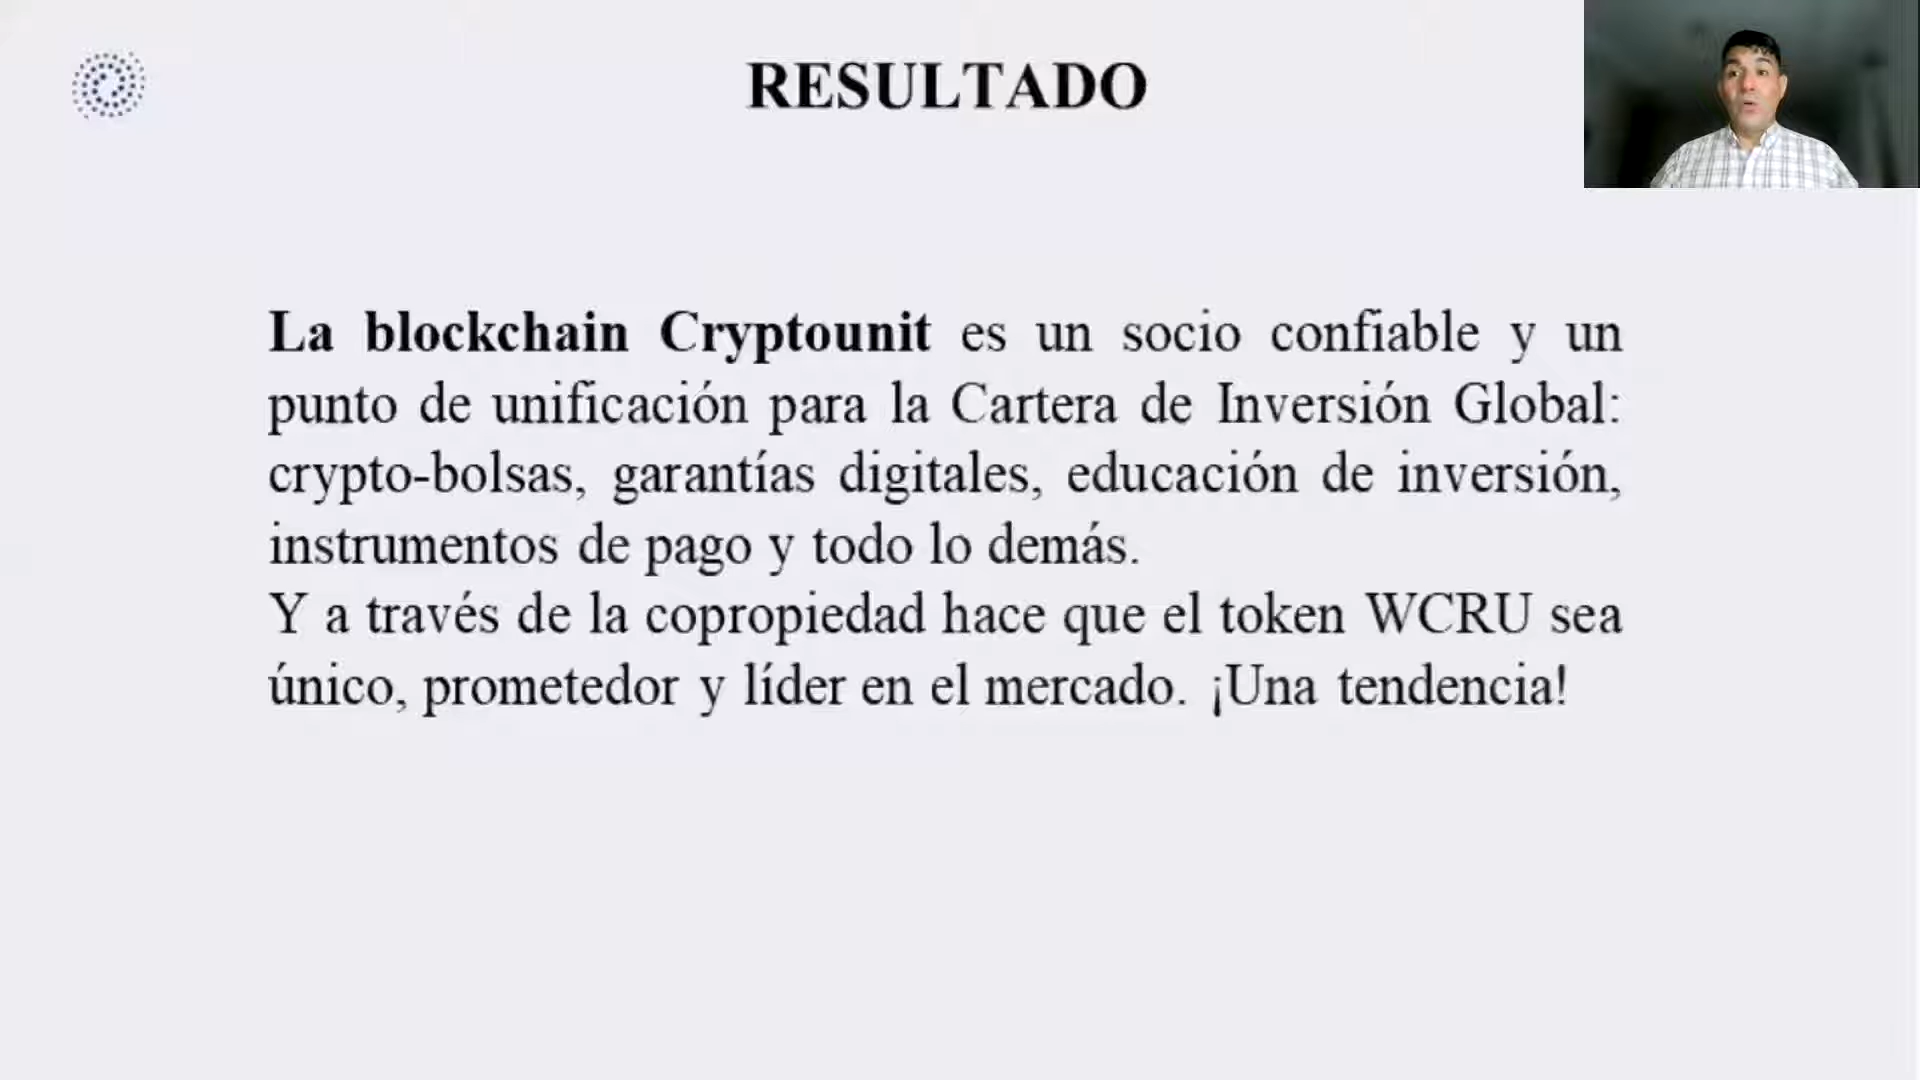 RESULTADO
La blockchain Cryptounit es un socio confiable y un
punto de unificación para la Cartera de Inversión Global:
crypto-bolsas, garantías digitales, educación de inversión,
instrumentos de pago y todo lo demás.
Y a través de la copropiedad hace que el token WCRU sea
único, prometedor y líder en el mercado. ¡Una tendencia!